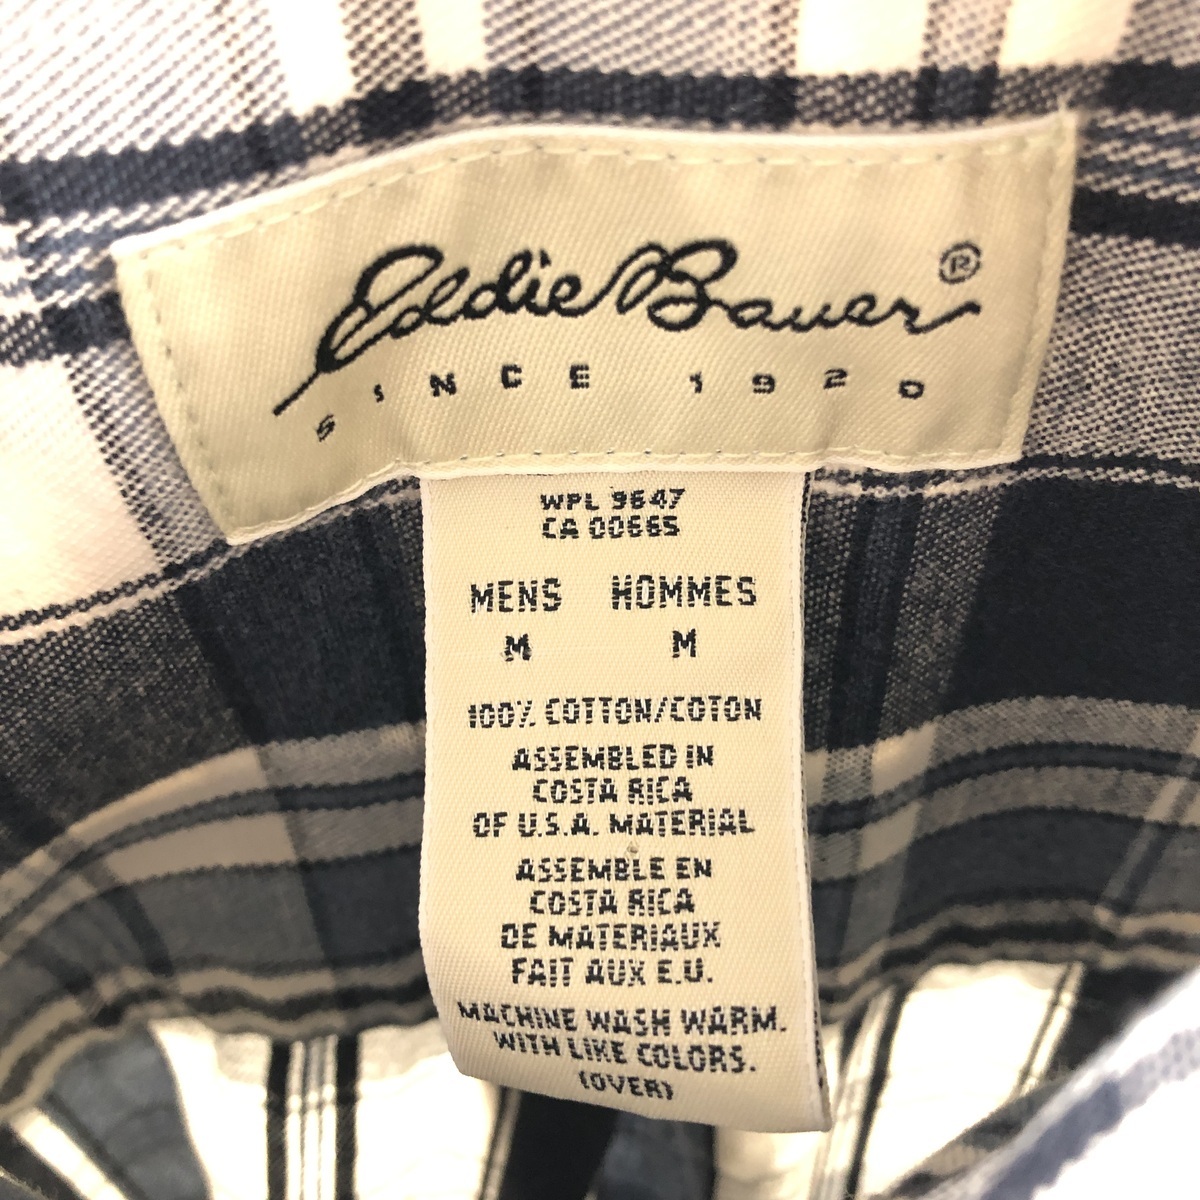 Eddie Bauer®
SINCE 1920
WPL 9647
CA 00665
MENS HOMMES
M M
100% COTTON/COTON
ASSEMBLED IN
COSTA RICA
OF U.S.A. MATERIAL
ASSEMBLE EN
COSTA RICA
DE MATERIAUX
FAIT AUX E.U.
MACHINE WASH WARM.
WITH LIKE COLORS.
(OVER)